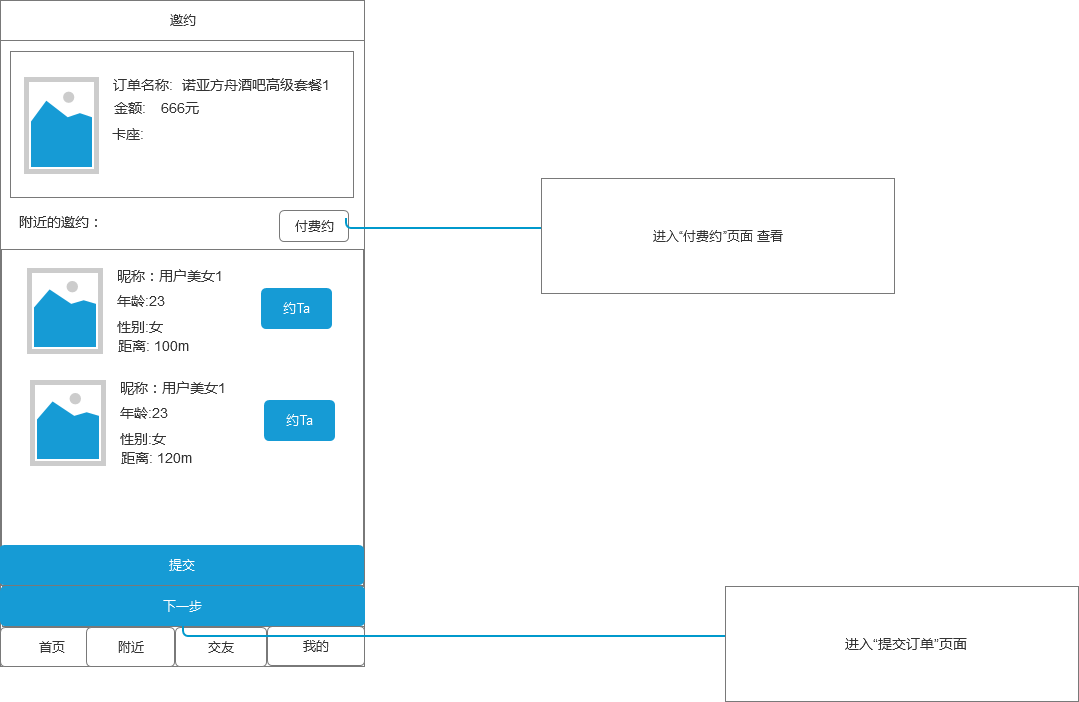 邀约
订单名称: 诺亚方舟酒吧高级套餐1
金额: 666元
卡座:
附近的邀约：
付费约
进入“付费约”页面 查看
昵称：用户美女1
年龄:23
约Ta
性别:女
距离: 100m
昵称：用户美女1
年龄:23
约Ta
性别:女
距离: 120m
提交
下一步
首页
附近
交友
我的
进入“提交订单”页面